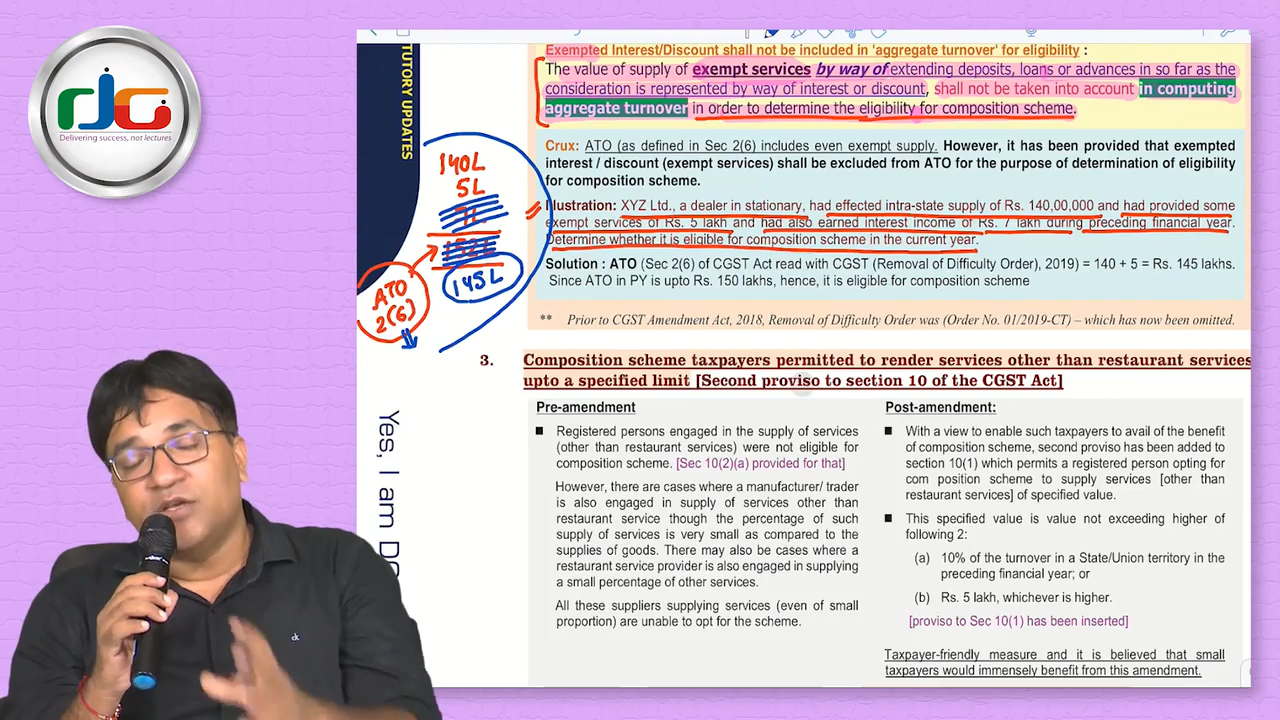 Delivering success, not lectures
TUTORY UPDATES
Exempted Interest/Discount shall not be included in 'aggregate turnover' for eligibility :
The value of supply of exempt services by way of extending deposits, loans or advances in so far as the
consideration is represented by way of interest or discount, shall not be taken into account in computing
aggregate turnover in order to determine the eligibility for composition scheme.
140L
5L
7L
152L
145L
ATO
2(6)
Crux: ATO (as defined in Sec 2(6) includes even exempt supply. However, it has been provided that exempted
interest / discount (exempt services) shall be excluded from ATO for the purpose of determination of eligibility
for composition scheme.
Illustration: XYZ Ltd., a dealer in stationary, had effected intra-state supply of Rs. 140,00,000 and had provided some
exempt services of Rs. 5 lakh and had also earned interest income of Rs. 7 lakh during preceding financial year.
Determine whether it is eligible for composition scheme in the current year.
Solution : ATO (Sec 2(6) of CGST Act read with CGST (Removal of Difficulty Order), 2019) = 140 + 5 = Rs. 145 lakhs.
Since ATO in PY is upto Rs. 150 lakhs, hence, it is eligible for composition scheme
** Prior to CGST Amendment Act, 2018, Removal of Difficulty Order was (Order No. 01/2019-CT) – which has now been omitted.
3. Composition scheme taxpayers permitted to render services other than restaurant services
upto a specified limit [Second proviso to section 10 of the CGST Act]
Yes, I am
Pre-amendment
Registered persons engaged in the supply of services
(other than restaurant services) were not eligible for
composition scheme. [Sec 10(2)(a) provided for that]
However, there are cases where a manufacturer/ trader
is also engaged in supply of services other than
restaurant service though the percentage of such
supply of services is very small as compared to the
supplies of goods. There may also be cases where a
restaurant service provider is also engaged in supplying
a small percentage of other services.
All these suppliers supplying services (even of small
proportion) are unable to opt for the scheme.
Post-amendment:
With a view to enable such taxpayers to avail of the benefit
of composition scheme, second proviso has been added to
section 10(1) which permits a registered person opting for
com position scheme to supply services [other than
restaurant services] of specified value.
This specified value is value not exceeding higher of
following 2:
(a) 10% of the turnover in a State/Union territory in the
preceding financial year; or
(b) Rs. 5 lakh, whichever is higher.
[proviso to Sec 10(1) has been inserted]
Taxpayer-friendly measure and it is believed that small
taxpayers would immensely benefit from this amendment.